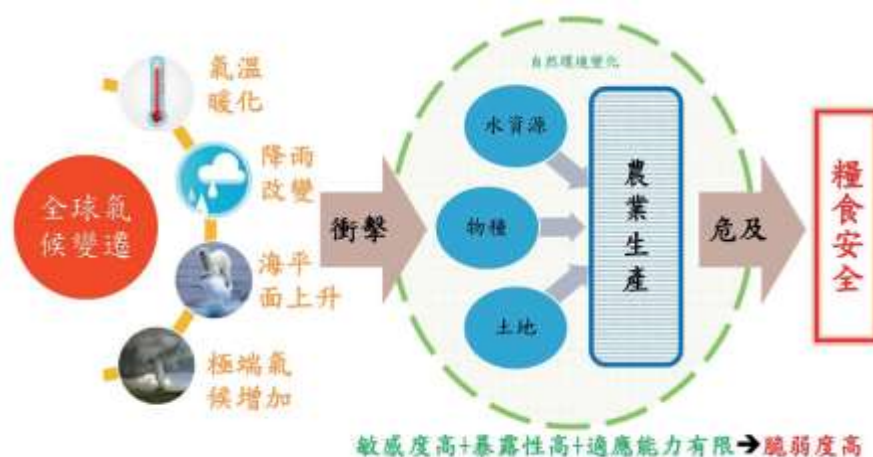 全球氣
候變遷
氣溫
暖化
降雨
改變
海平
面上升
極端氣
候增加
衝擊
自然環境變化
水資源
物種
土地
農業生產
危及
糧食安全
敏感度高+暴露性高+適應能力有限➔脆弱度高